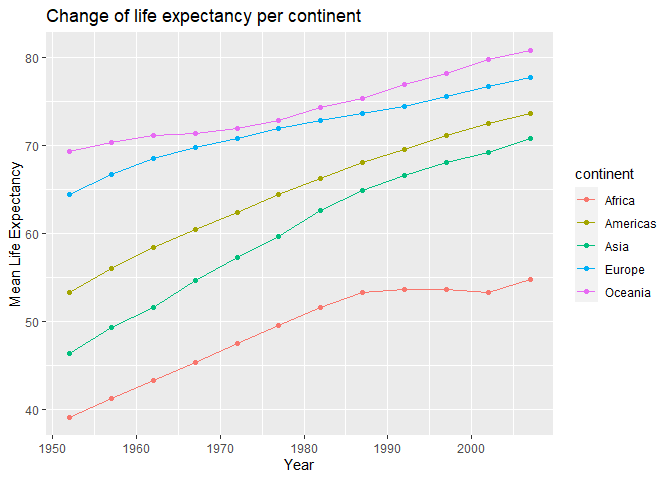 Change of life expectancy per continent
Mean Life Expectancy
80
70
60
50
40
1950
1960
1970
1980
1990
2000
Year
continent
Africa
Americas
Asia
Europe
Oceania